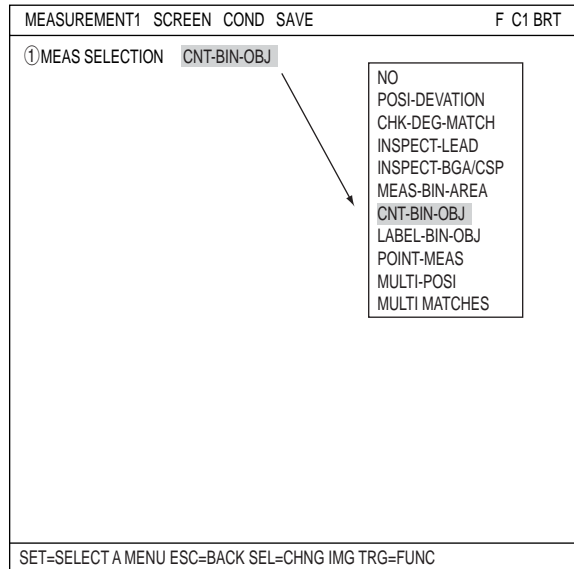 MEASUREMENT1 SCREEN COND SAVE F C1 BRT
①MEAS SELECTION CNT-BIN-OBJ
NO
POSI-DEVATION
CHK-DEG-MATCH
INSPECT-LEAD
INSPECT-BGA/CSP
MEAS-BIN-AREA
CNT-BIN-OBJ
LABEL-BIN-OBJ
POINT-MEAS
MULTI-POSI
MULTI MATCHES
SET=SELECT A MENU ESC=BACK SEL=CHNG IMG TRG=FUNC